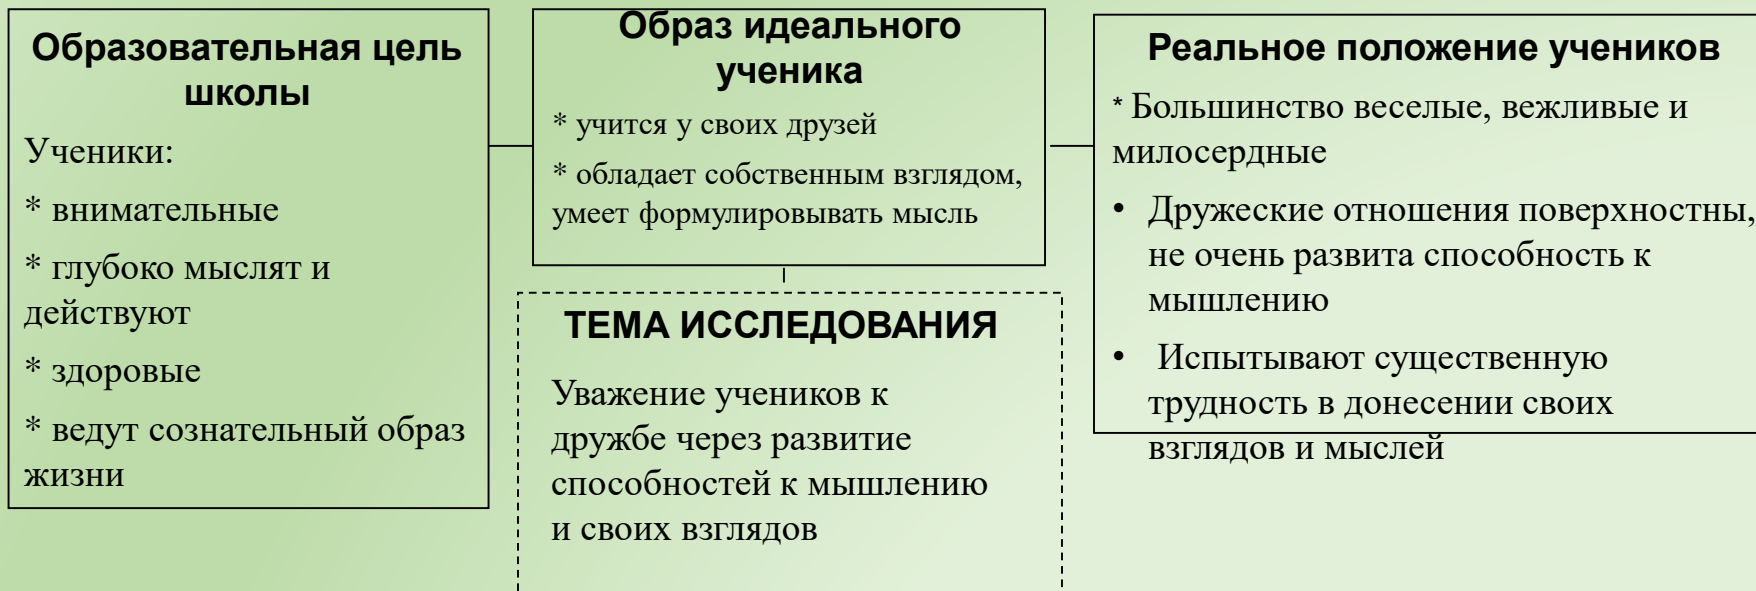 Образовательная цель
школы
Ученики:
* внимательные
* глубоко мыслят и
действуют
* здоровые
* ведут сознательный образ
жизни
Образ идеального
ученика
* учится у своих друзей
* обладает собственным взглядом,
умеет формулировывать мысль
ТЕМА ИССЛЕДОВАНИЯ
Уважение учеников к
дружбе через развитие
способностей к мышлению
и своих взглядов
Реальное положение учеников
* Большинство веселые, вежливые и
милосердные
• Дружеские отношения поверхностны,
не очень развита способность к
мышлению
• Испытывают существенную
трудность в донесении своих
взглядов и мыслей